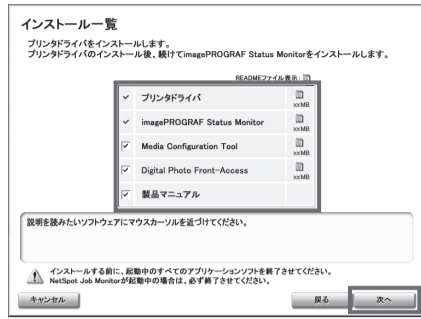 インストール一覧
プリンタドライバをインストールします。
プリンタドライバのインストール後、続けてimagePROGRAF Status Monitorをインストールします。
READMEファイル表示:
プリンタドライバ
xxMB
imagePROGRAF Status Monitor
xxMB
Media Configuration Tool
xxMB
Digital Photo Front-Access
xxMB
製品マニュアル
説明を読みたいソフトウェアにマウスカーソルを近づけてください。
インストールする前に、起動中のすべてのアプリケーションソフトを終了させてください。
NetSpot Job Monitorが起動中の場合は、必ず終了させてください。
キャンセル 戻る 次へ